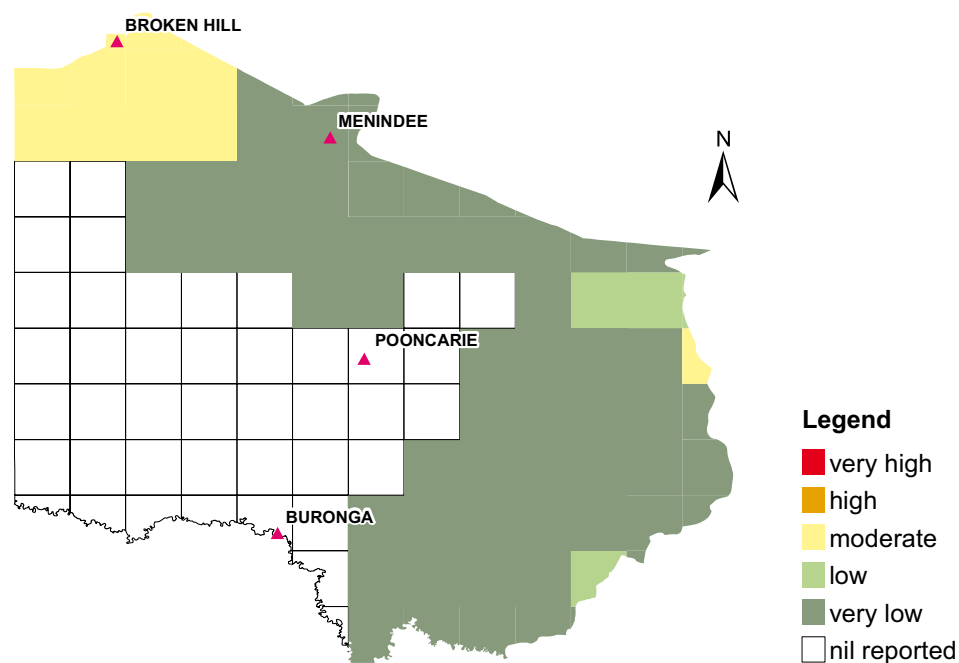 BROKEN HILL
MENINDEE
N
POONCARIE
BURONGA
Legend
very high
high
moderate
low
very low
nil reported